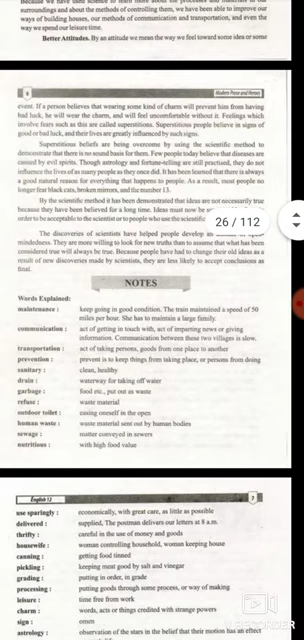 Because we have used science to learn more about the processes and materials in our
surroundings and about the methods of controlling them, we have been able to improve our
ways of building houses, our methods of communication and transportation, and even the
way we spend our leisure time.
Better Attitudes. By an attitude we mean the way we feel toward some idea or some
6
Modern Prose and Heroes
event. If a person believes that wearing some kind of charm will prevent him from having
bad luck, he will wear the charm, and will feel uncomfortable without it. Feelings which
involve fears such as this are called superstitions. Superstitious people believe in signs of
good or bad luck, and their lives are greatly influenced by such signs.
Superstitious beliefs are being overcome by using the scientific method to
demonstrate that there is no sound basis for them. Few people today believe that diseases are
caused by evil spirits. Though astrology and fortune-telling are still practised, they do not
influence the lives of as many people as they once did. It has been learned that there is always
a good natural reason for everything that happens to people. As a result, most people no
longer fear black cats, broken mirrors, and the number 13.
By the scientific method it has been demonstrated that ideas are not necessarily true
because they have been believed for a long time. Ideas must now be
order to be acceptable to the scientist or to people who use the scientific
26 / 112
The discoveries of scientists have helped people develop an
mindedness. They are more willing to look for new truths than to assume that what has been
considered true will always be true. Because people have had to change their old ideas as a
result of new discoveries made by scientists, they are less likely to accept conclusions as
final.
NOTES
Words Explained:
maintenance : keep going in good condition. The train maintained a speed of 50
miles per hour. She has to maintain a large family.
communication : act of getting in touch with, act of imparting news or giving
information. Communication between these two villages is slow.
transportation : act of taking persons, goods from one place to another
prevention : prevent is to keep things from taking place, or persons from doing
sanitary : clean, healthy
drain : waterway for taking off water
garbage : food etc., put out as waste
refuse : waste material
outdoor toilet : easing oneself in the open
human waste : waste material sent out by human bodies
sewage : matter conveyed in sewers
nutritious : with high food value
English 12
7
use sparingly : economically, with great care, as little as possible
delivered : supplied, The postman delivers our letters at 8 a.m.
thrifty : careful in the use of money and goods
housewife : woman controlling household, woman keeping house
canning : getting food tinned
pickling : keeping meat good by salt and vinegar
grading : putting in order, in grade
processing : putting goods through some process, or way of making
leisure : time free from work
charm : words, acts or things credited with strange powers
sign : omen
astrology : observation of the stars in the belief that their motion has an effect